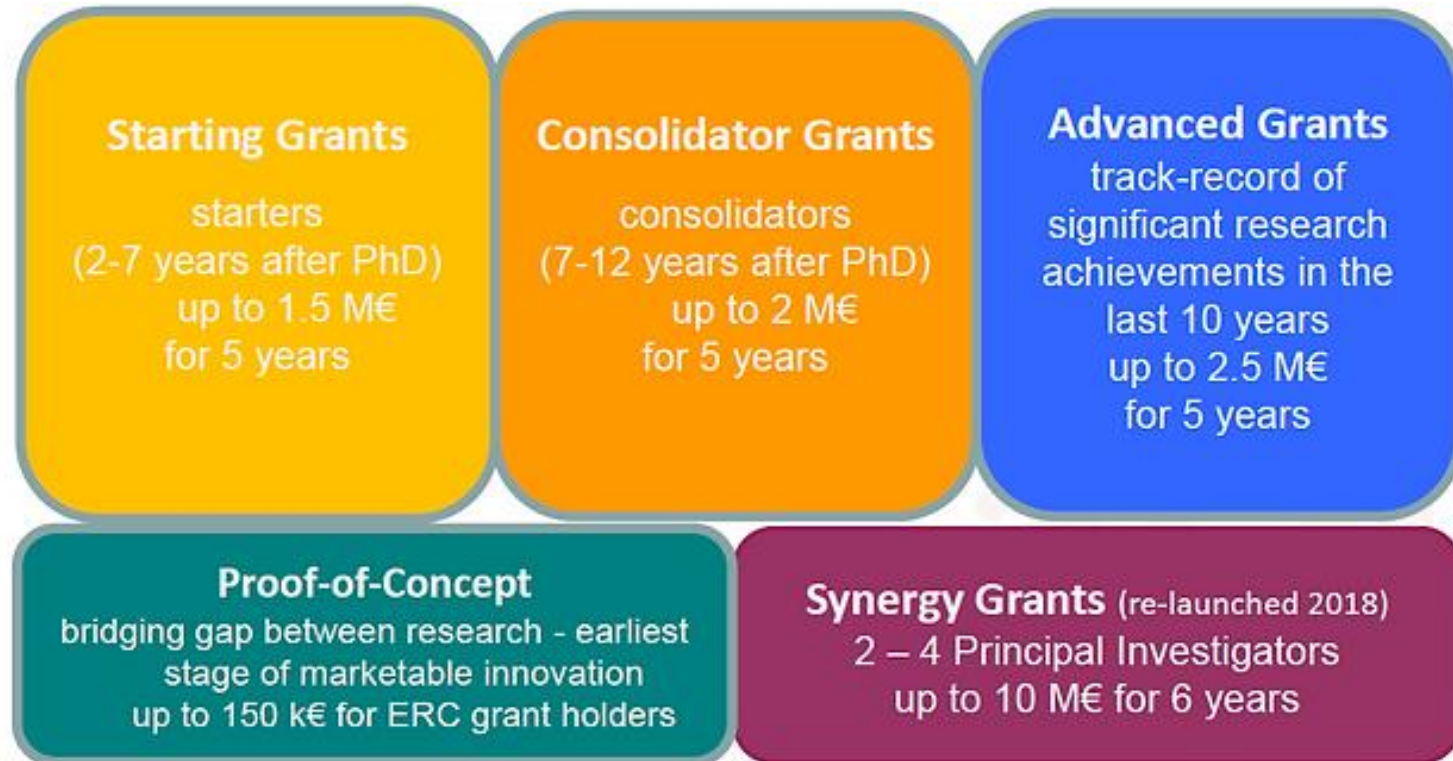 Starting Grants
starters
(2-7 years after PhD)
up to 1.5 M€
for 5 years
Consolidator Grants
consolidators
(7-12 years after PhD)
up to 2 M€
for 5 years
Advanced Grants
track-record of
significant research
achievements in the
last 10 years
up to 2.5 M€
for 5 years
Proof-of-Concept
bridging gap between research - earliest
stage of marketable innovation
up to 150 k€ for ERC grant holders
Synergy Grants (re-launched 2018)
2 – 4 Principal Investigators
up to 10 M€ for 6 years